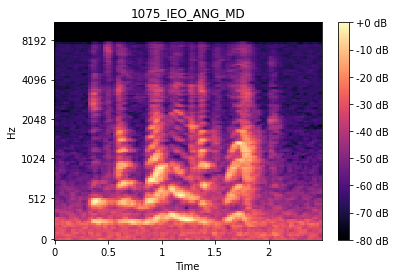 1075_IEO_ANG_MD
+0 dB
8192
-10 dB
4096
-20 dB
-30 dB
2048
Hz
-40 dB
1024
-50 dB
512
-60 dB
-70 dB
0
-80 dB
0 0.5 1 1.5 2
Time